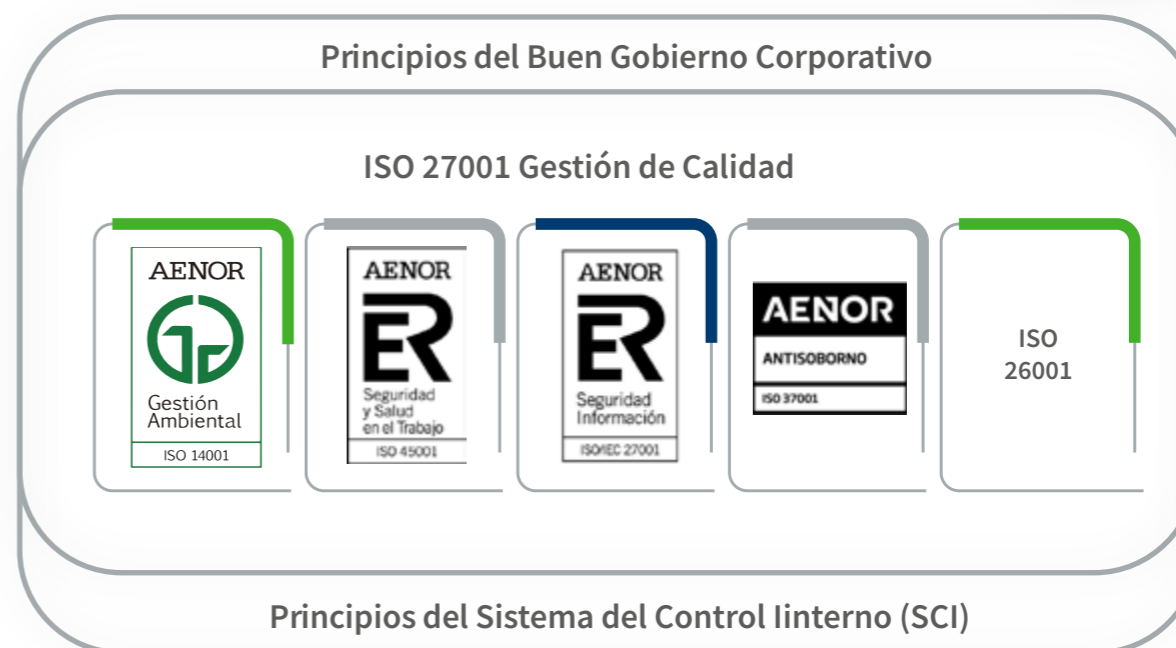 Principios del Buen Gobierno Corporativo
ISO 27001 Gestión de Calidad
AENOR
Gestión
Ambiental
ISO 14001
AENOR
ER
Seguridad
y Salud
en el Trabajo
ISO 45001
AENOR
ER
Seguridad
Información
ISO/IEC 27001
AENOR
ANTISOBORNO
ISO 37001
ISO
26001
Principios del Sistema del Control Iinterno (SCI)